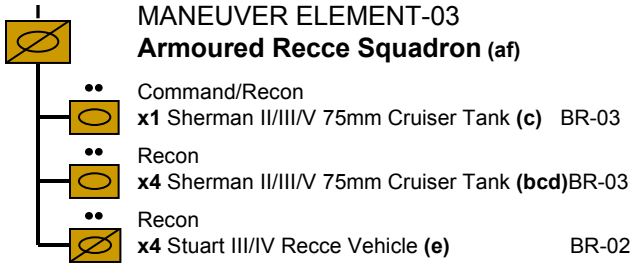 MANEUVER ELEMENT-03
Armoured Recce Squadron (af)
Command/Recon
x1 Sherman II/III/V 75mm Cruiser Tank (c) BR-03
Recon
x4 Sherman II/III/V 75mm Cruiser Tank (bcd)BR-03
Recon
x4 Stuart III/IV Recce Vehicle (e) BR-02